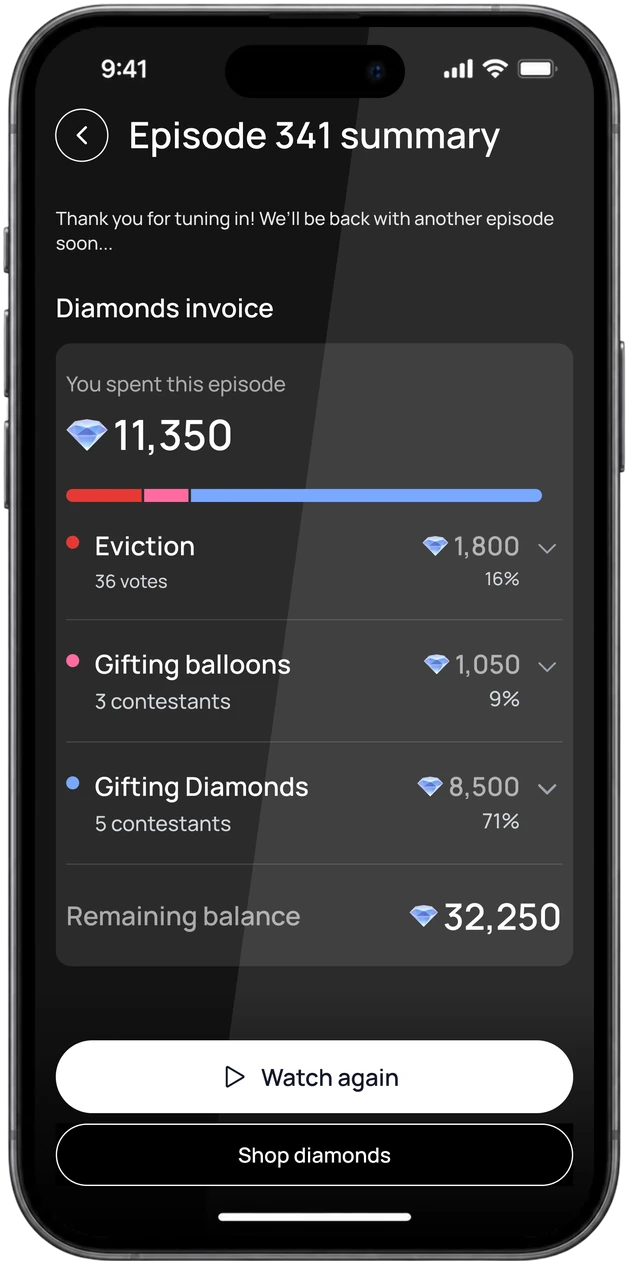 9:41
Episode 341 summary
Thank you for tuning in! We'll be back with another episode
soon...
Diamonds invoice
You spent this episode
11,350
Eviction 1,800
36 votes 16%
Gifting balloons 1,050
3 contestants 9%
Gifting Diamonds 8,500
5 contestants 71%
Remaining balance 32,250
Watch again
Shop diamonds